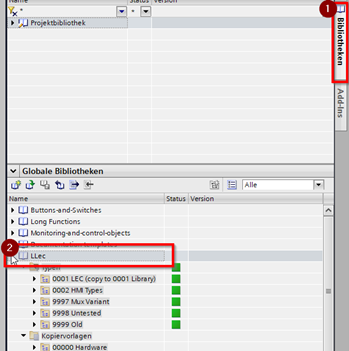 Name Status Version
* *
Projektbibliothek
1
Bibliotheken
Add-Ins
Globale Bibliotheken
Alle
Name Status Version
Buttons-and-Switches
Long Functions
Monitoring-and-control-objects
Documentation templates
2
LLec
Typen
0001 LEC (copy to 0001 Library)
0002 HMI Types
9997 Mux Variant
9998 Untested
9999 Old
Kopiervorlagen
00000 Hardware